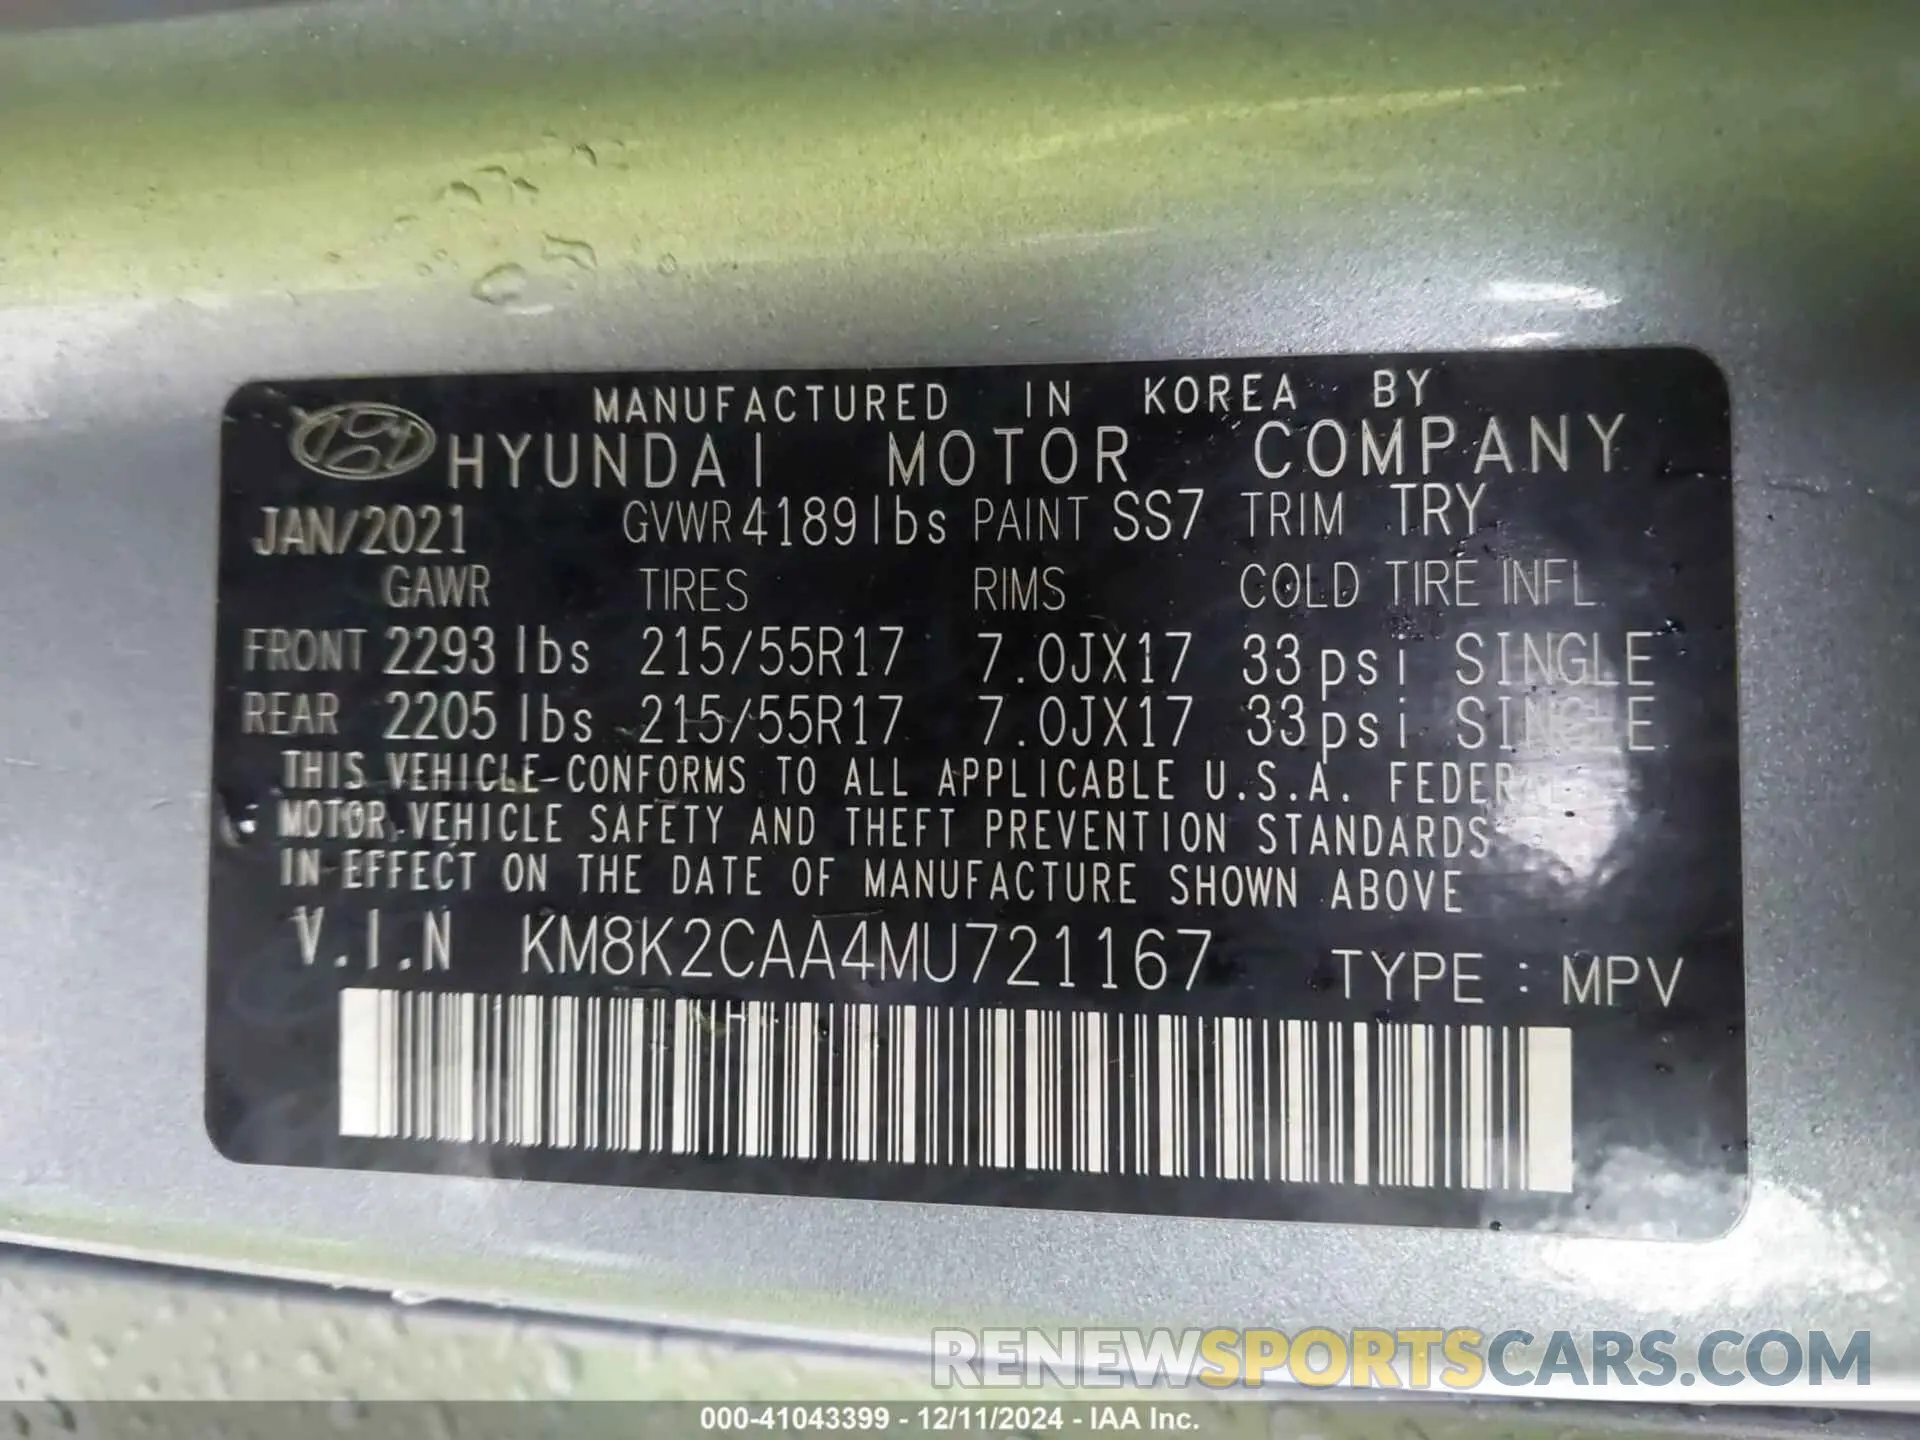 MANUFACTURED IN KOREA BY
HYUNDAI MOTOR COMPANY
JAN/2021 GVWR 4189lbs PAINT SS7 TRIM TRY
GAWR TIRES RIMS COLD TIRE INFL.
FRONT 2293 lbs 215/55R17 7.0JX17 33psi SINGLE
REAR 2205 lbs 215/55R17 7.0JX17 33psi SINGLE
THIS VEHICLE CONFORMS TO ALL APPLICABLE U.S.A. FEDERAL
MOTOR VEHICLE SAFETY AND THEFT PREVENTION STANDARDS
IN EFFECT ON THE DATE OF MANUFACTURE SHOWN ABOVE
V.I.N KM8K2CAA4MU721167 TYPE : MPV
RENEWSPORTSCARS.COM
000-41043399 - 12/11/2024 - IAA Inc.